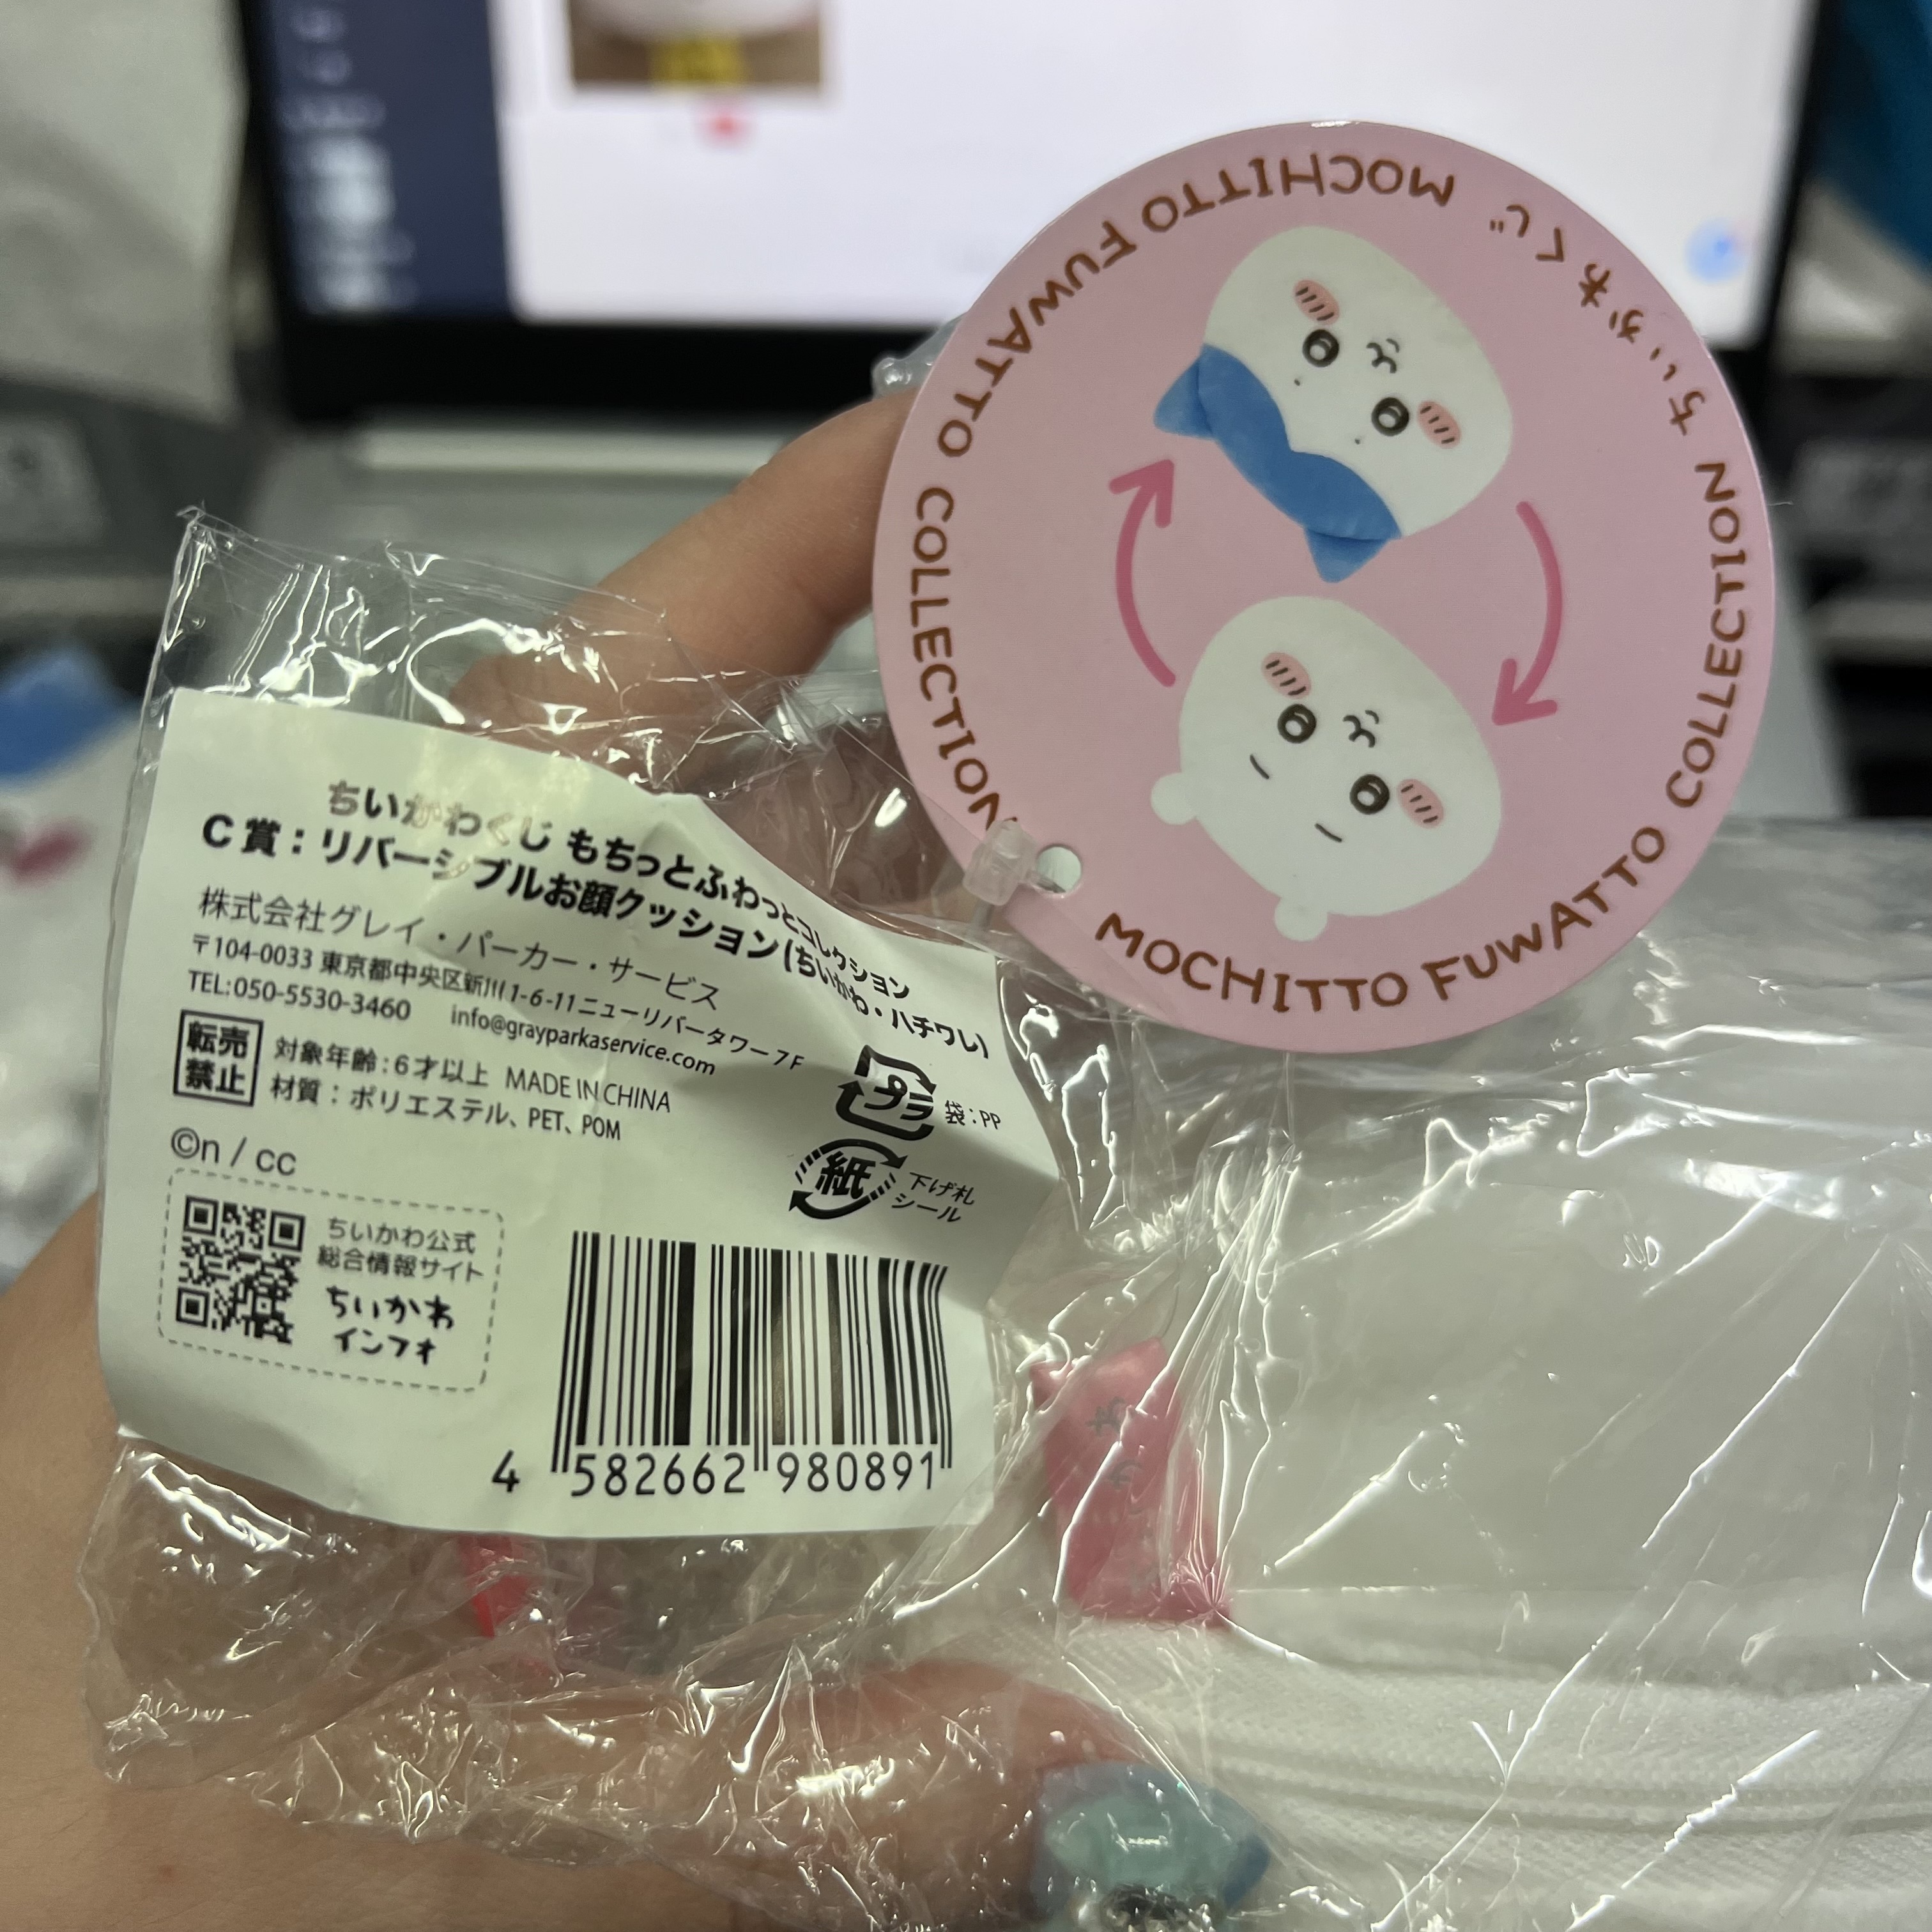 ちいかわくじ MOCHITTO FUWATTO COLLECTION
ちいかわくじ MOCHITTO FUWATTO COLLECTION
ちいかわくじ もちっとふわっとコレクション
C賞：リバーシブルお顔クッション(ちいかわ・ハチワレ)
株式会社グレイ・パーカー・サービス
〒104-0033 東京都中央区新川1-6-11ニューリバータワー7F
TEL:050-5530-3460 info@grayparkaservice.com
転売
禁止
対象年齢:6才以上 MADE IN CHINA
材質：ポリエステル、PET、POM
プラ
袋：PP
紙
下げ札
シール
©n / cc
ちいかわ公式
総合情報サイト
ちいかわ
インフォ
4 582662 980891